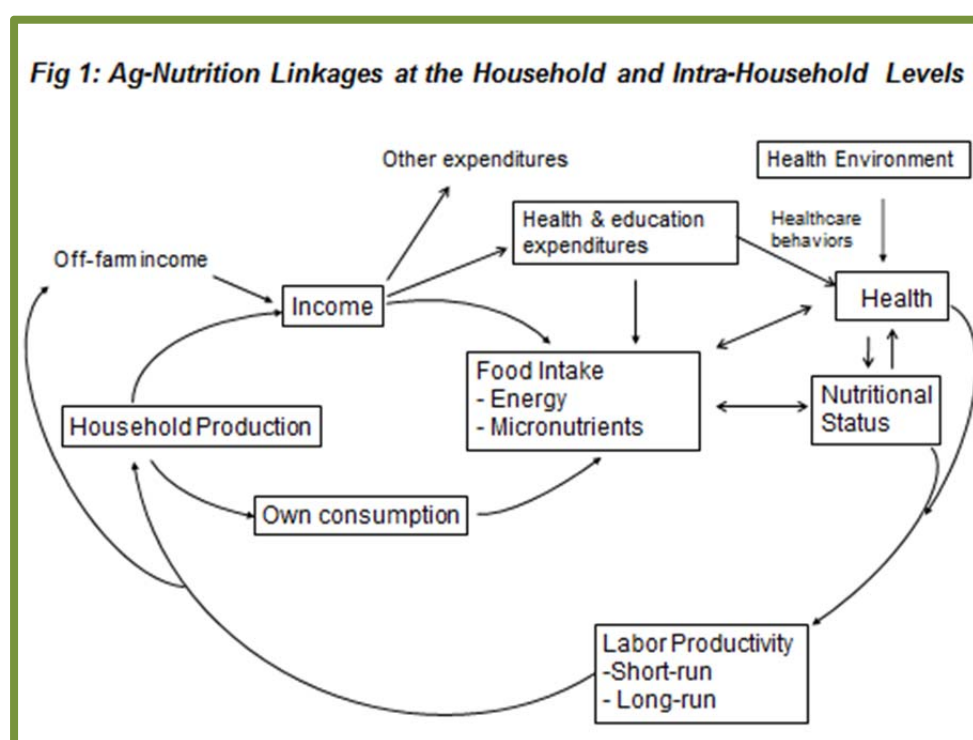 Fig 1: Ag-Nutrition Linkages at the Household and Intra-Household Levels
Other expenditures
Health Environment
Health & education
expenditures
Healthcare
behaviors
Off-farm income
Income
Health
Food Intake
- Energy
- Micronutrients
Nutritional
Status
Household Production
Own consumption
Labor Productivity
-Short-run
- Long-run